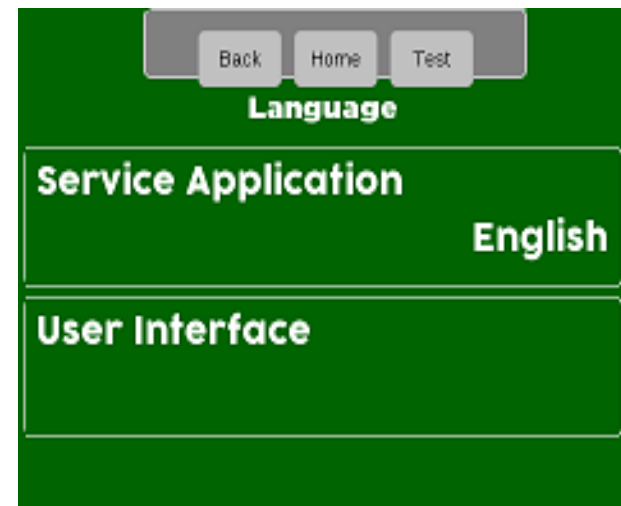 Back Home Test
Language
Service Application
English
User Interface